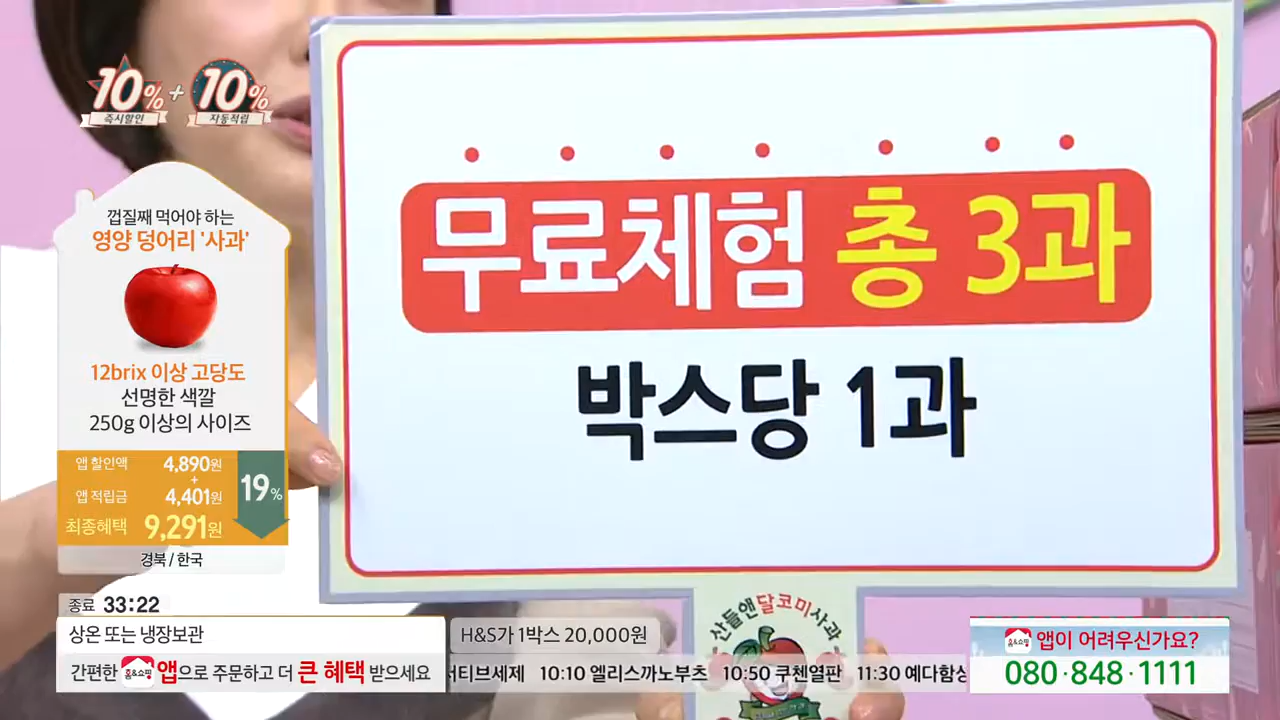 10% + 10%
즉시할인 자동적립
껍질째 먹어야 하는
영양 덩어리 '사과'
12brix 이상 고당도
선명한 색깔
250g 이상의 사이즈
앱 할인액 4,890원
+
앱 적립금 4,401원
최종혜택 9,291원
19%
경북 / 한국
종료 33:22
상온 또는 냉장보관
간편한 홈&쇼핑 앱으로 주문하고 더 큰 혜택 받으세요
무료체험 총 3과
박스당 1과
산들앤달코미사과
H&S가 1박스 20,000원
티브세제 10:10 엘리스까노부츠 10:50 쿠첸열판 11:30 예다함상
홈&쇼핑 앱이 어려우신가요?
080·848·1111